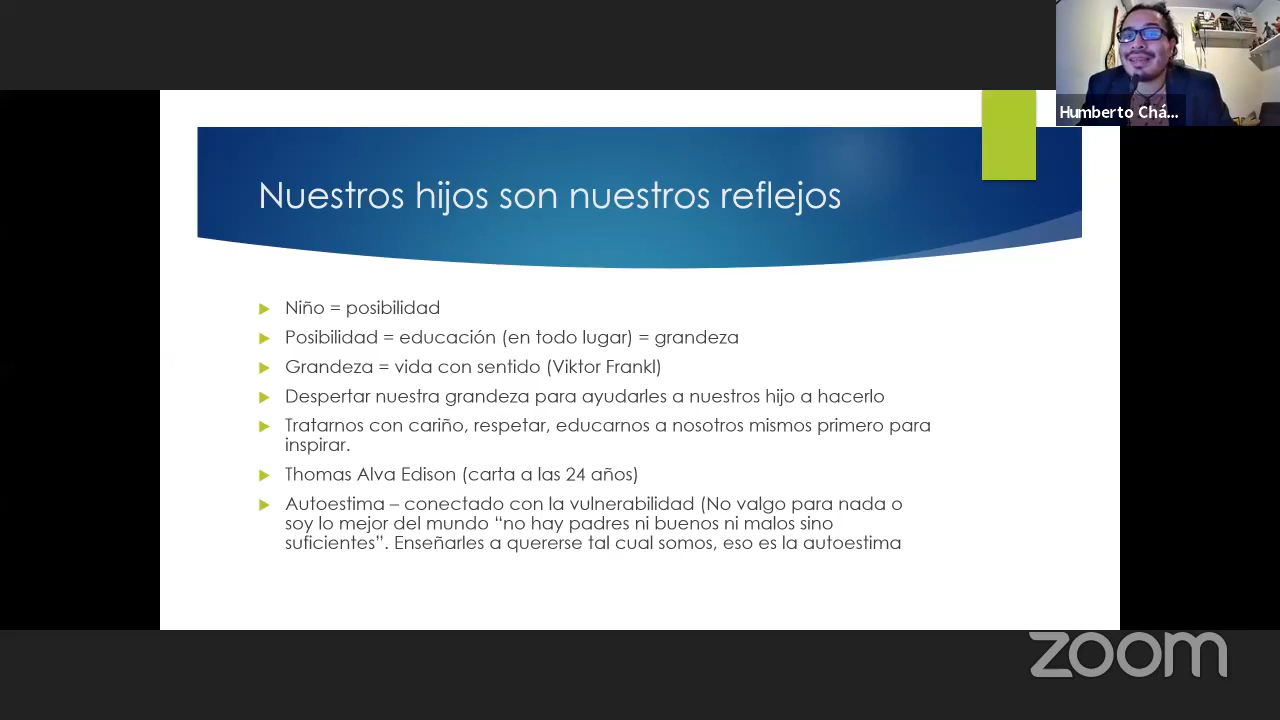 Humberto Chá...
Nuestros hijos son nuestros reflejos
Niño = posibilidad
Posibilidad = educación (en todo lugar) = grandeza
Grandeza = vida con sentido (Viktor Frankl)
Despertar nuestra grandeza para ayudarles a nuestros hijo a hacerlo
Tratarnos con cariño, respetar, educarnos a nosotros mismos primero para
inspirar.
Thomas Alva Edison (carta a las 24 años)
Autoestima – conectado con la vulnerabilidad (No valgo para nada o
soy lo mejor del mundo “no hay padres ni buenos ni malos sino
suficientes”. Enseñarles a quererse tal cual somos, eso es la autoestima
zoom